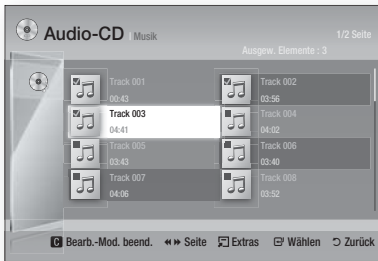 Audio-CD | Musik
1/2 Seite
Ausgew. Elemente : 3
Track 001
00:43
Track 002
03:56
Track 003
04:41
Track 004
04:02
Track 005
03:43
Track 006
03:40
Track 007
04:06
Track 008
03:52
C Bearb.-Mod. beend. Seite Extras Wählen Zurück